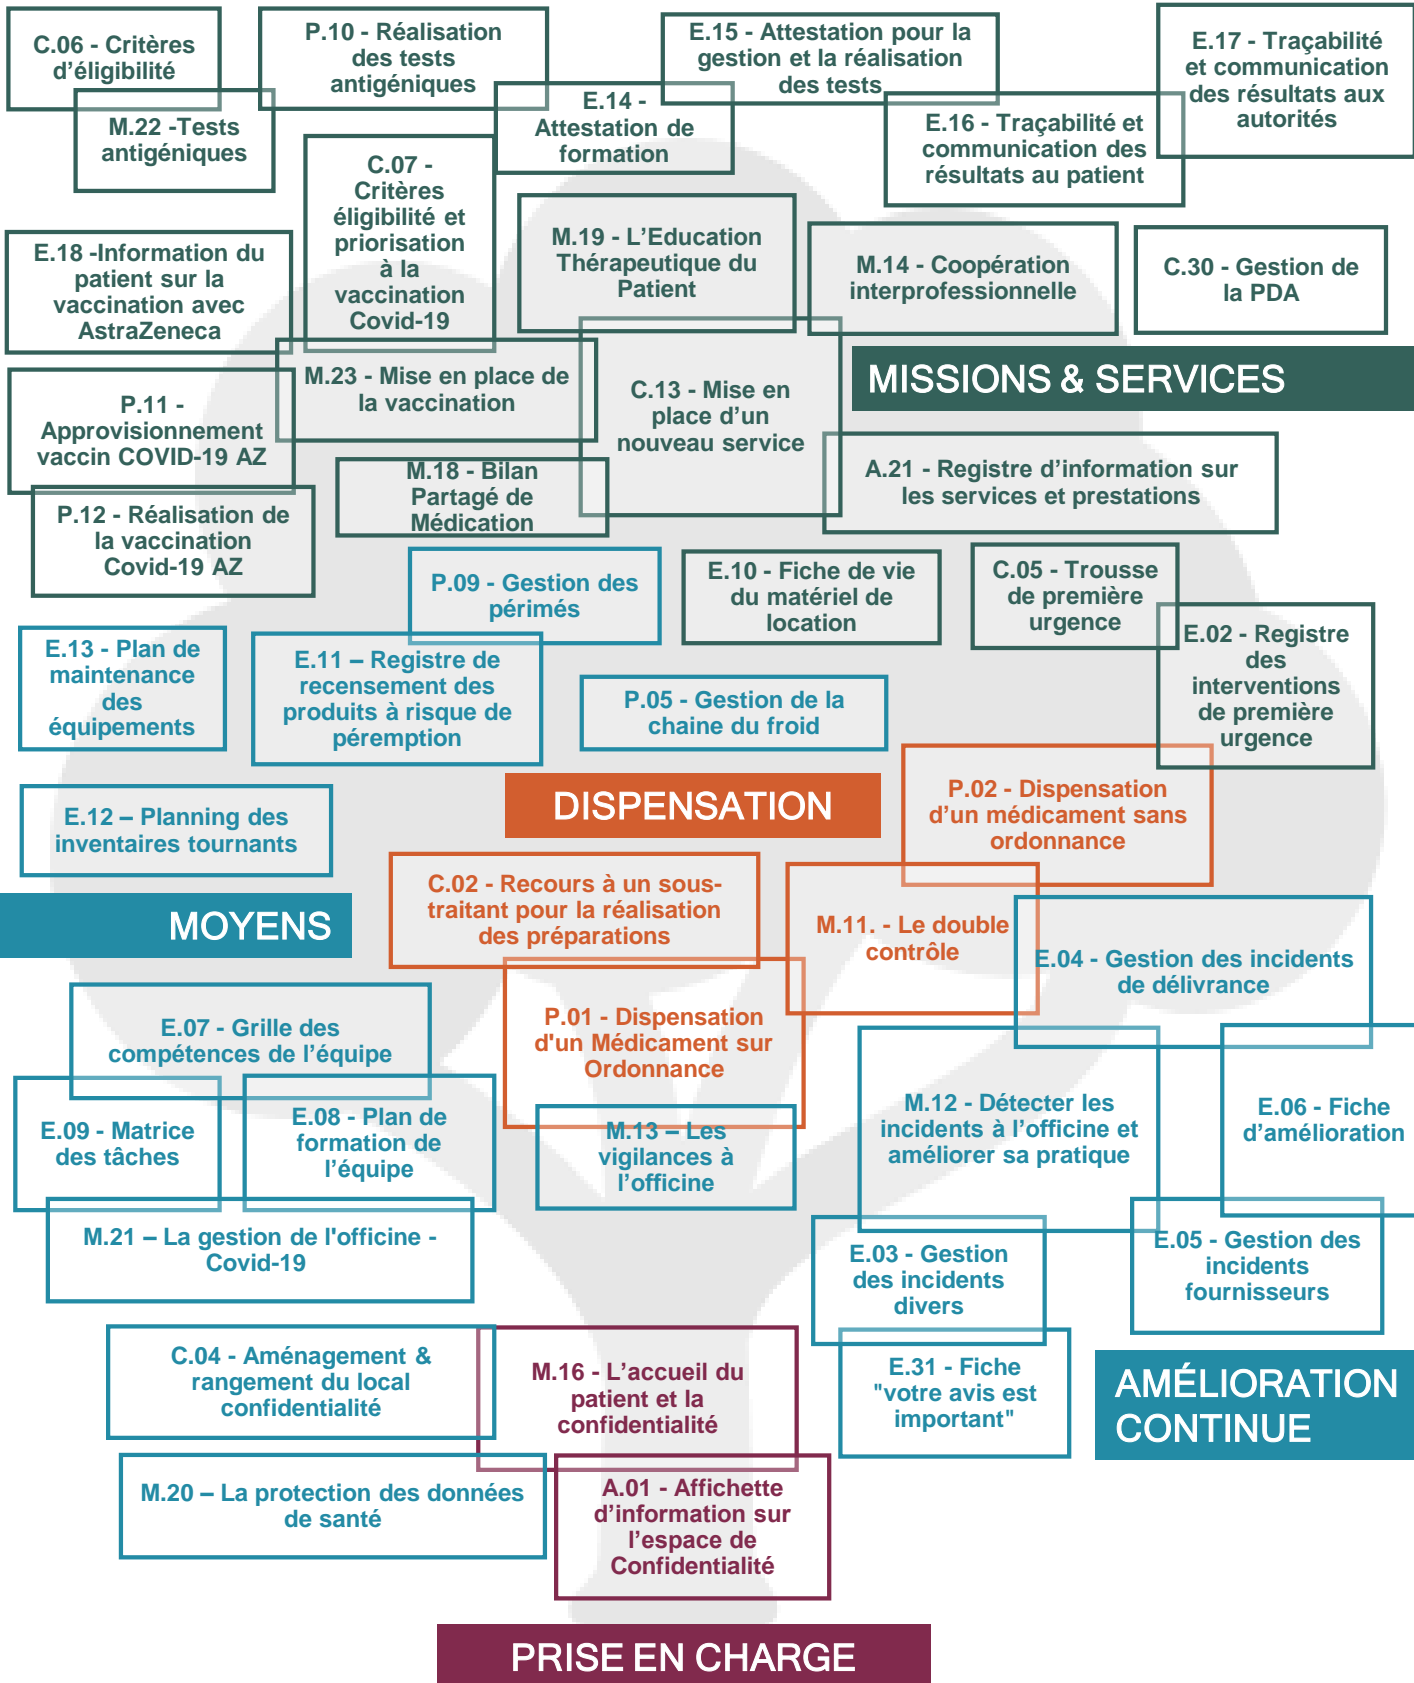 C.06 - Critères
d’éligibilité
P.10 - Réalisation
des tests
antigéniques
E.15 - Attestation pour la
gestion et la réalisation
des tests
E.17 - Traçabilité
et communication
des résultats aux
autorités
M.22 -Tests
antigéniques
E.14 -
Attestation de
formation
E.16 - Traçabilité et
communication des
résultats au patient
C.07 -
Critères
éligibilité et
priorisation
à la
vaccination
Covid-19
E.18 -Information du
patient sur la
vaccination avec
AstraZeneca
M.19 - L’Education
Thérapeutique du
Patient
M.14 - Coopération
interprofessionnelle
C.30 - Gestion de
la PDA
MISSIONS & SERVICES
M.23 - Mise en place de
la vaccination
C.13 - Mise en
place d’un
nouveau service
P.11 -
Approvisionnement
vaccin COVID-19 AZ
M.18 - Bilan
Partagé de
Médication
A.21 - Registre d’information sur
les services et prestations
P.12 - Réalisation de
la vaccination
Covid-19 AZ
P.09 - Gestion des
périmés
E.10 - Fiche de vie
du matériel de
location
C.05 - Trousse
de première
urgence
E.02 - Registre
des
interventions
de première
urgence
E.13 - Plan de
maintenance
des
équipements
E.11 – Registre de
recensement des
produits à risque de
péremption
P.05 - Gestion de la
chaine du froid
DISPENSATION
P.02 - Dispensation
d’un médicament sans
ordonnance
E.12 – Planning des
inventaires tournants
MOYENS
C.02 - Recours à un sous-
traitant pour la réalisation
des préparations
M.11. - Le double
contrôle
E.04 - Gestion des incidents
de délivrance
E.07 - Grille des
compétences de l’équipe
P.01 - Dispensation
d'un Médicament sur
Ordonnance
E.09 - Matrice
des tâches
E.08 - Plan de
formation de
l’équipe
M.13 – Les
vigilances à
l’officine
M.12 - Détecter les
incidents à l’officine et
améliorer sa pratique
E.06 - Fiche
d’amélioration
M.21 – La gestion de l'officine -
Covid-19
E.03 - Gestion
des incidents
divers
E.05 - Gestion des
incidents
fournisseurs
C.04 - Aménagement &
rangement du local
confidentialité
M.16 - L’accueil du
patient et la
confidentialité
E.31 - Fiche
"votre avis est
important"
AMÉLIORATION
CONTINUE
M.20 – La protection des données
de santé
A.01 - Affichette
d’information sur
l’espace de
Confidentialité
PRISE EN CHARGE